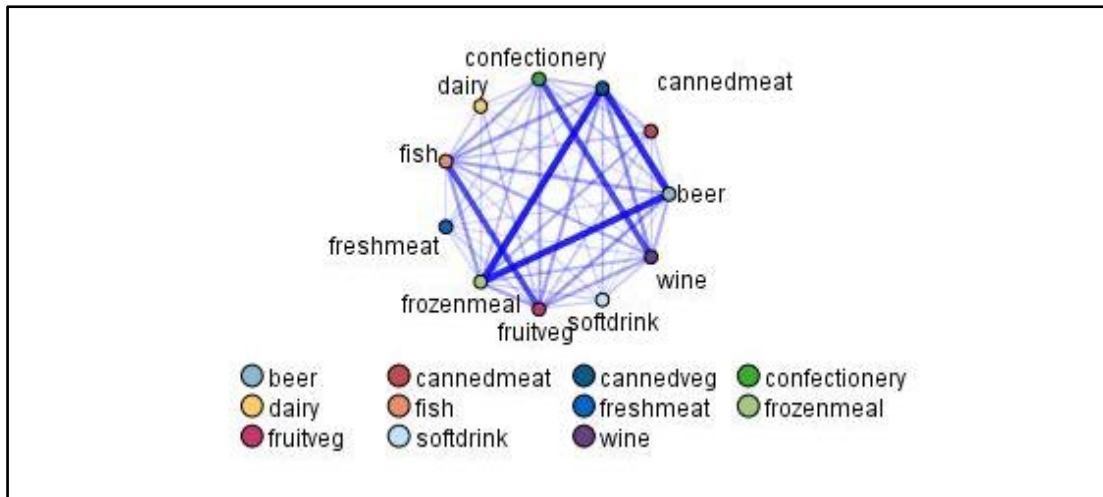 confectionery
cannedmeat
dairy
fish
beer
freshmeat
wine
frozenmeal
softdrink
fruitveg
beer cannedmeat cannedveg confectionery
dairy fish freshmeat frozenmeal
fruitveg softdrink wine